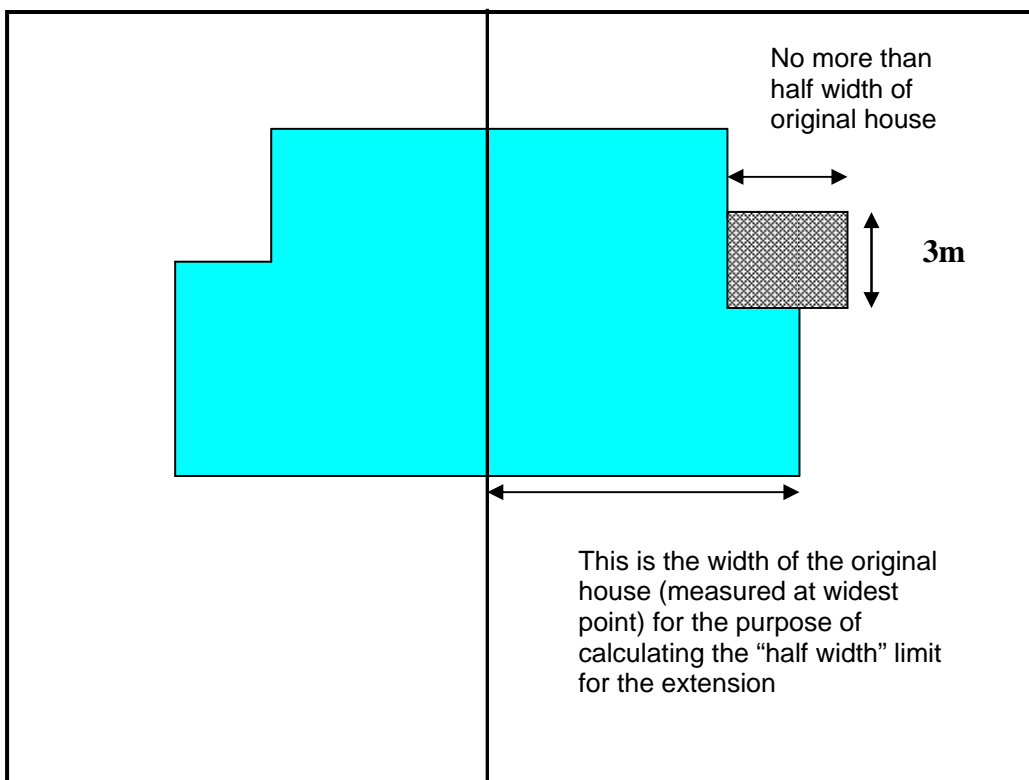 No more than
half width of
original house
3m
This is the width of the original
house (measured at widest
point) for the purpose of
calculating the “half width” limit
for the extension